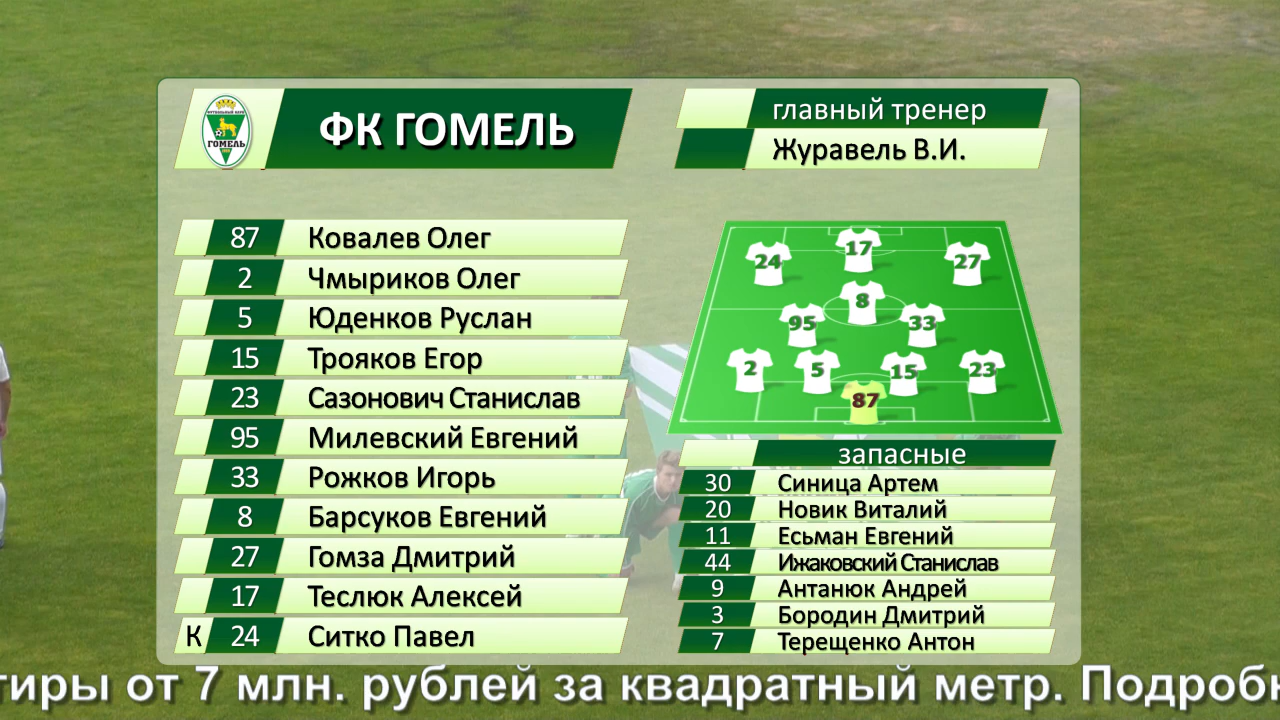 ФУТБОЛЬНЫЙ КЛУБ
ГОМЕЛЬ
ФК ГОМЕЛЬ
главный тренер
Журавель В.И.
87 Ковалев Олег
2 Чмыриков Олег
5 Юденков Руслан
15 Трояков Егор
23 Сазонович Станислав
95 Милевский Евгений
33 Рожков Игорь
8 Барсуков Евгений
27 Гомза Дмитрий
17 Теслюк Алексей
К 24 Ситко Павел
24 17 27
8
95 33
2 5 15 23
87
запасные
30 Синица Артем
20 Новик Виталий
11 Есьман Евгений
44 Ижаковский Станислав
9 Антанюк Андрей
3 Бородин Дмитрий
7 Терещенко Антон
тиры от 7 млн. рублей за квадратный метр. Подробн